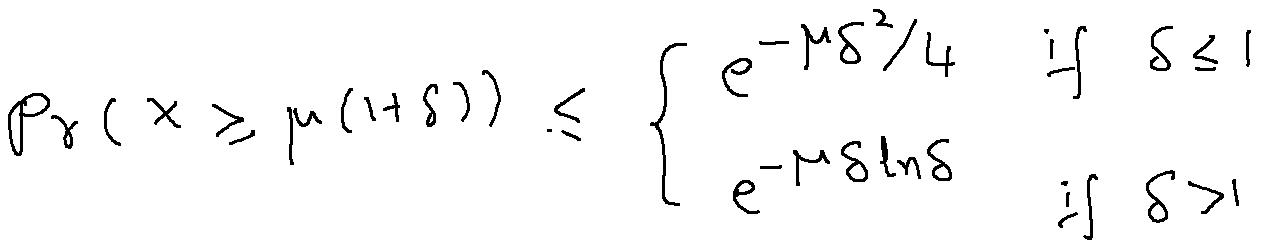 Pr(X ≥ μ(1+δ)) ≤ { e^{-μδ²/4} if δ ≤ 1
e^{-μδ ln δ} if δ > 1